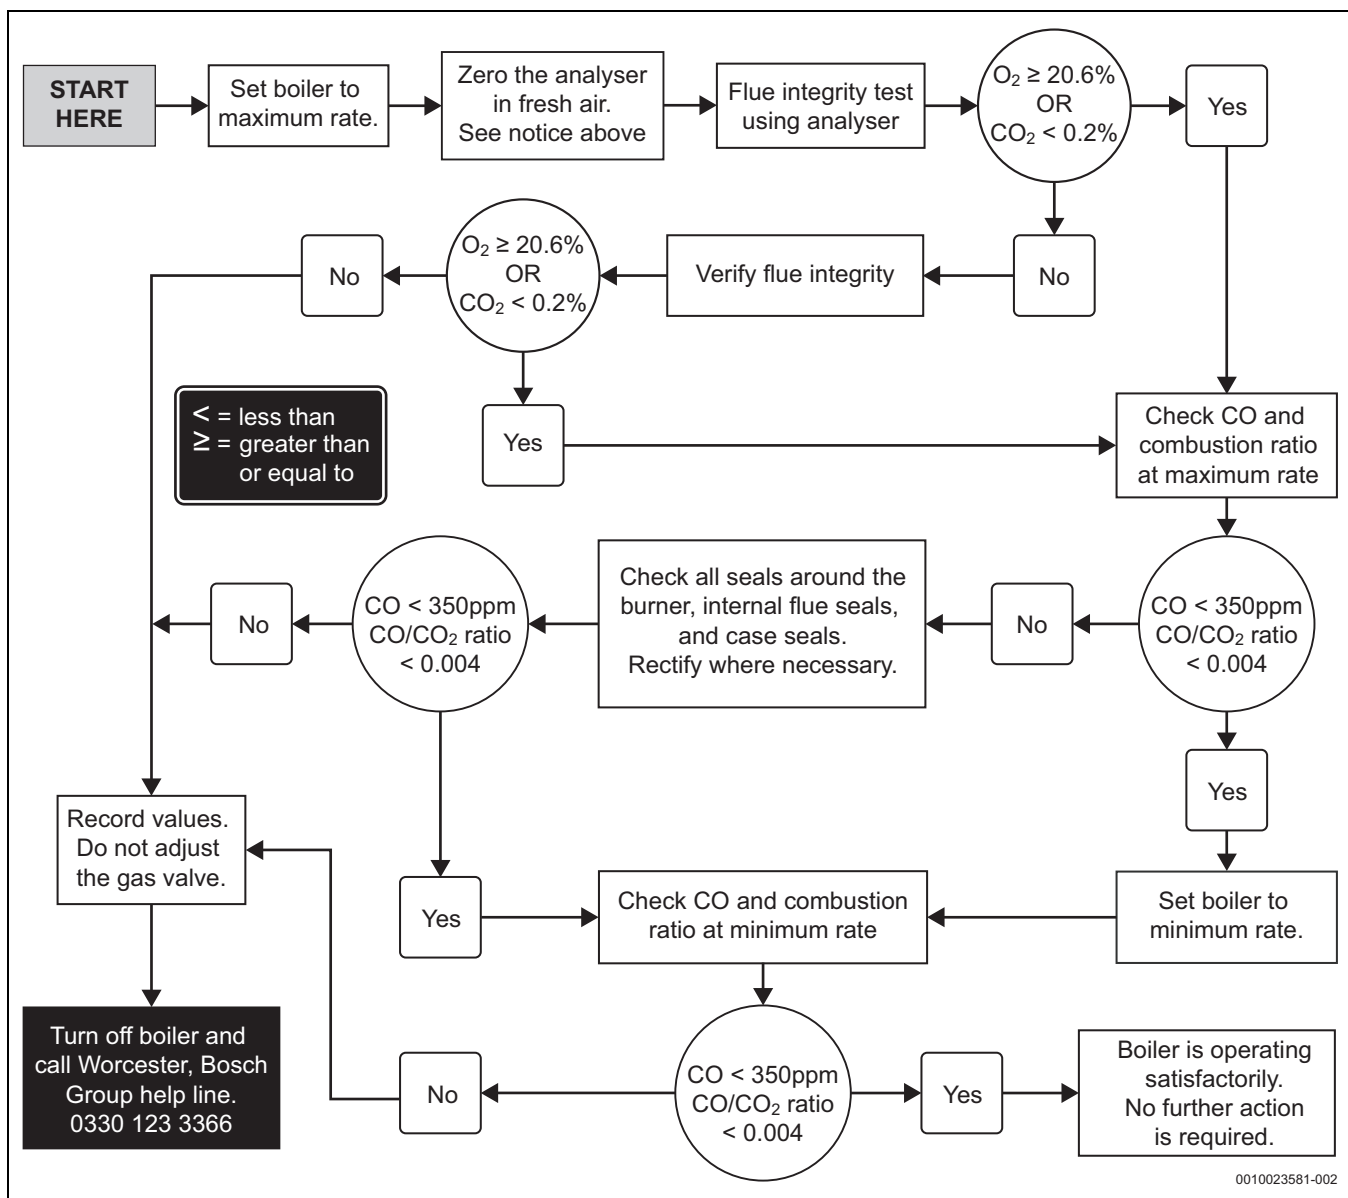 START
HERE
Set boiler to
maximum rate.
Zero the analyser
in fresh air.
See notice above
Flue integrity test
using analyser
O₂ ≥ 20.6%
OR
CO₂ < 0.2%
Yes
No
Verify flue integrity
O₂ ≥ 20.6%
OR
CO₂ < 0.2%
No
Yes
< = less than
≥ = greater than
or equal to
Check CO and
combustion ratio
at maximum rate
CO < 350ppm
CO/CO₂ ratio
< 0.004
No
Check all seals around the
burner, internal flue seals,
and case seals.
Rectify where necessary.
CO < 350ppm
CO/CO₂ ratio
< 0.004
No
Yes
Yes
Set boiler to
minimum rate.
Check CO and combustion
ratio at minimum rate
CO < 350ppm
CO/CO₂ ratio
< 0.004
No
Yes
Record values.
Do not adjust
the gas valve.
Turn off boiler and
call Worcester, Bosch
Group help line.
0330 123 3366
Boiler is operating
satisfactorily.
No further action
is required.
0010023581-002